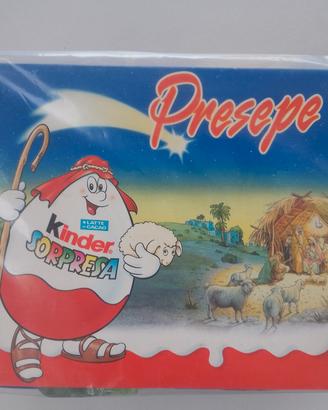 Presepe
+LATTE
-CACAO
Kinder
SORPRESA